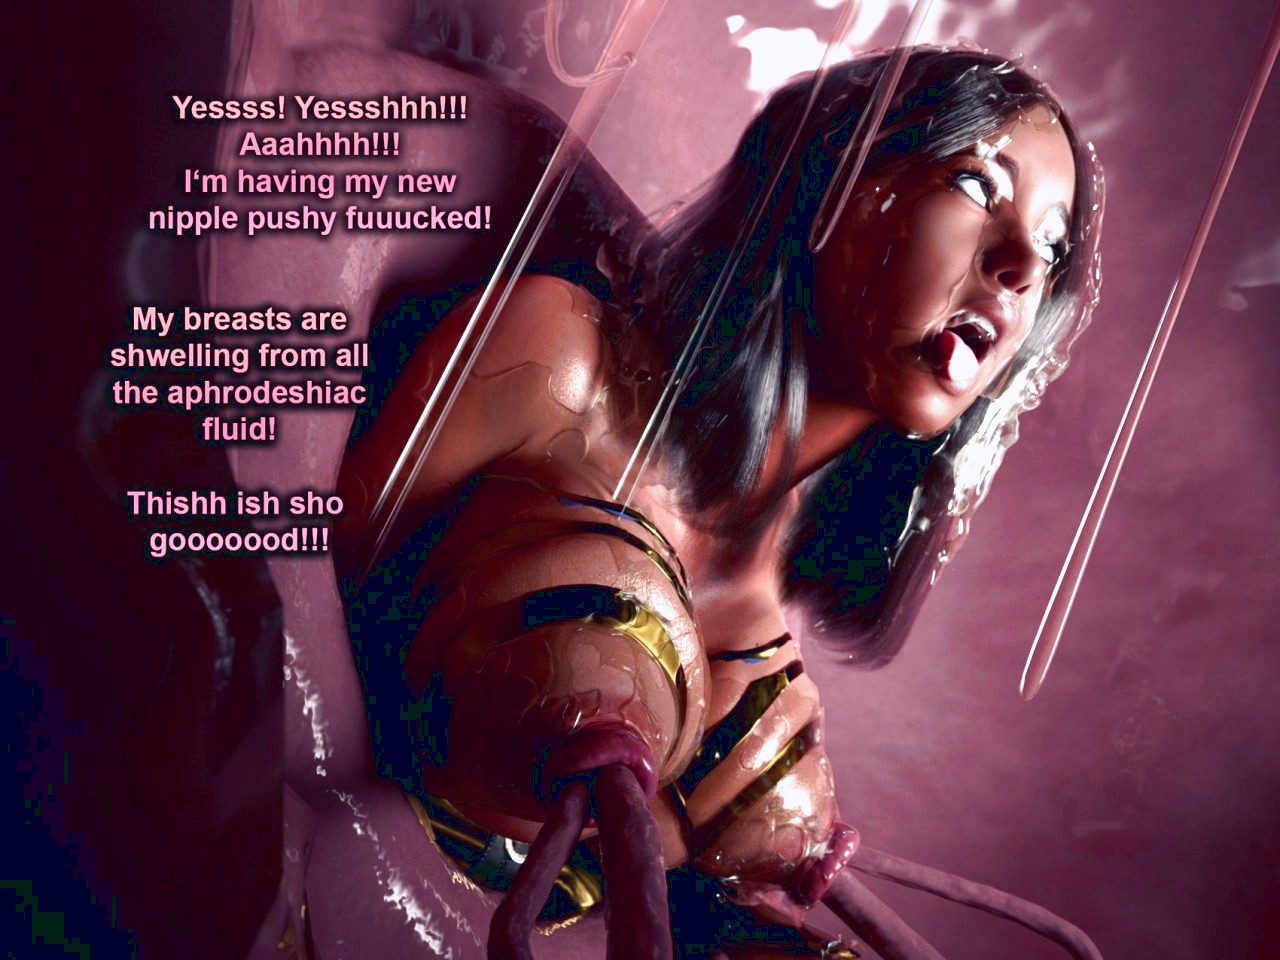 Yessss! Yessshhh!!!
Aaahhhh!!!
I‘m having my new
nipple pushy fuuucked!
My breasts are
shwelling from all
the aphrodeshiac
fluid!
Thishh ish sho
gooooood!!!